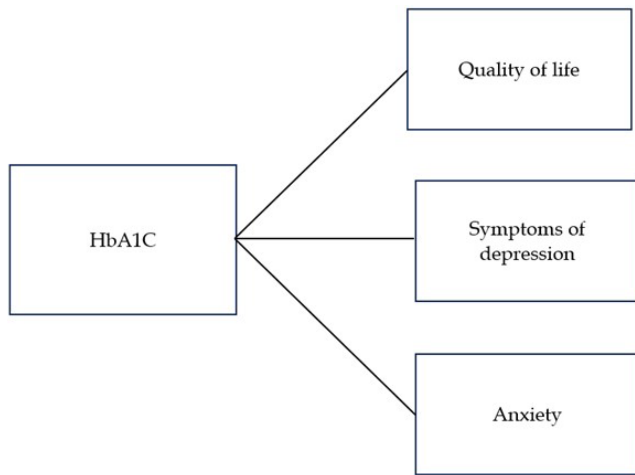 Quality of life
HbA1C
Symptoms of
depression
Anxiety